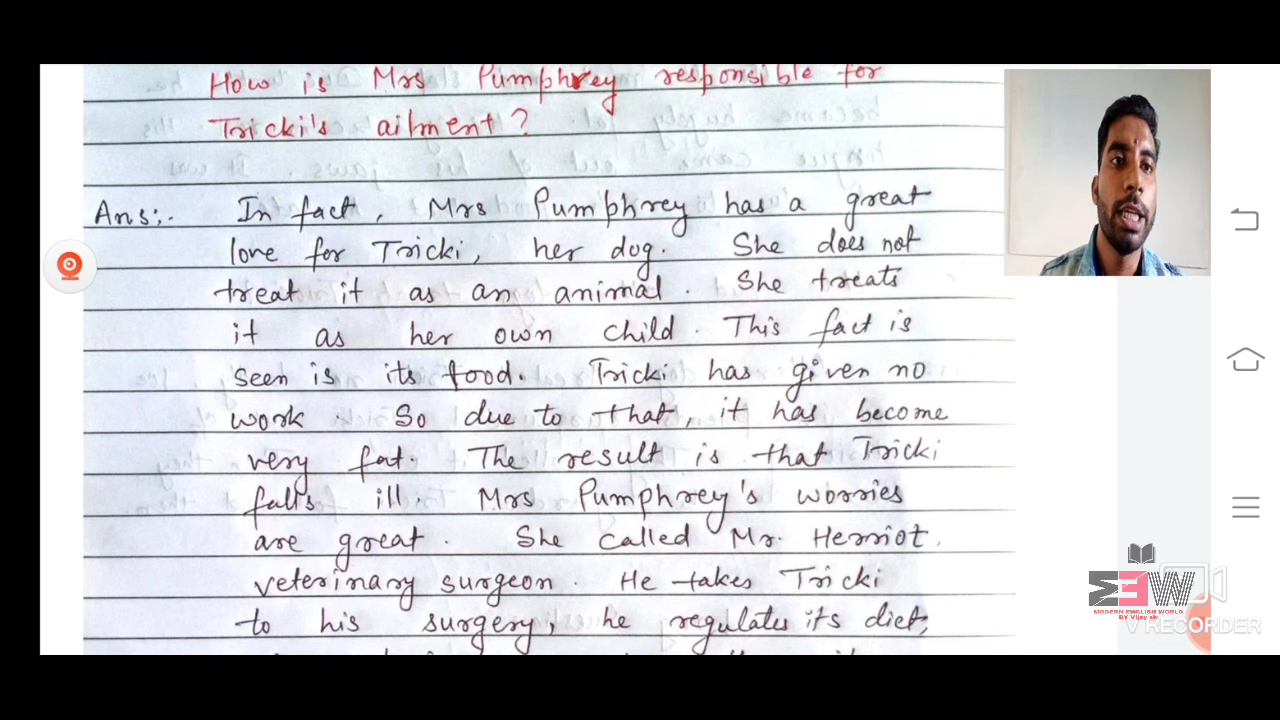 How is Mrs Pumphrey responsible for
Tricki's ailment?
Ans:- In fact, Mrs Pumphrey has a great
love for Tricki, her dog. She does not
treat it as an animal. She treats
it as her own child. This fact is
seen is its food. Tricki has given no
work. So due to that, it has become
very fat. The result is that Tricki
falls ill. Mrs Pumphrey's worries
are great. She called Mr. Herriot.
veterinary surgeon. He takes Tricki
to his surgery, he regulates its diet,
MODERN ENGLISH WORLD
BY Vijay sir
V RECORDER